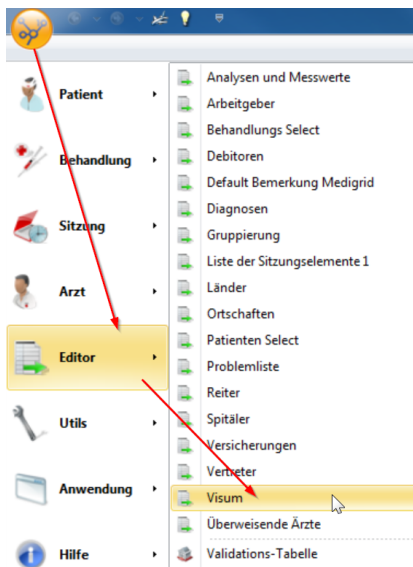 Patient
Behandlung
Sitzung
Arzt
Editor
Utils
Anwendung
Hilfe
Analysen und Messwerte
Arbeitgeber
Behandlungs Select
Debitoren
Default Bemerkung Medigrid
Diagnosen
Gruppierung
Liste der Sitzungselemente 1
Länder
Ortschaften
Patienten Select
Problemliste
Reiter
Spitäler
Versicherungen
Vertreter
Visum
Überweisende Ärzte
Validations-Tabelle